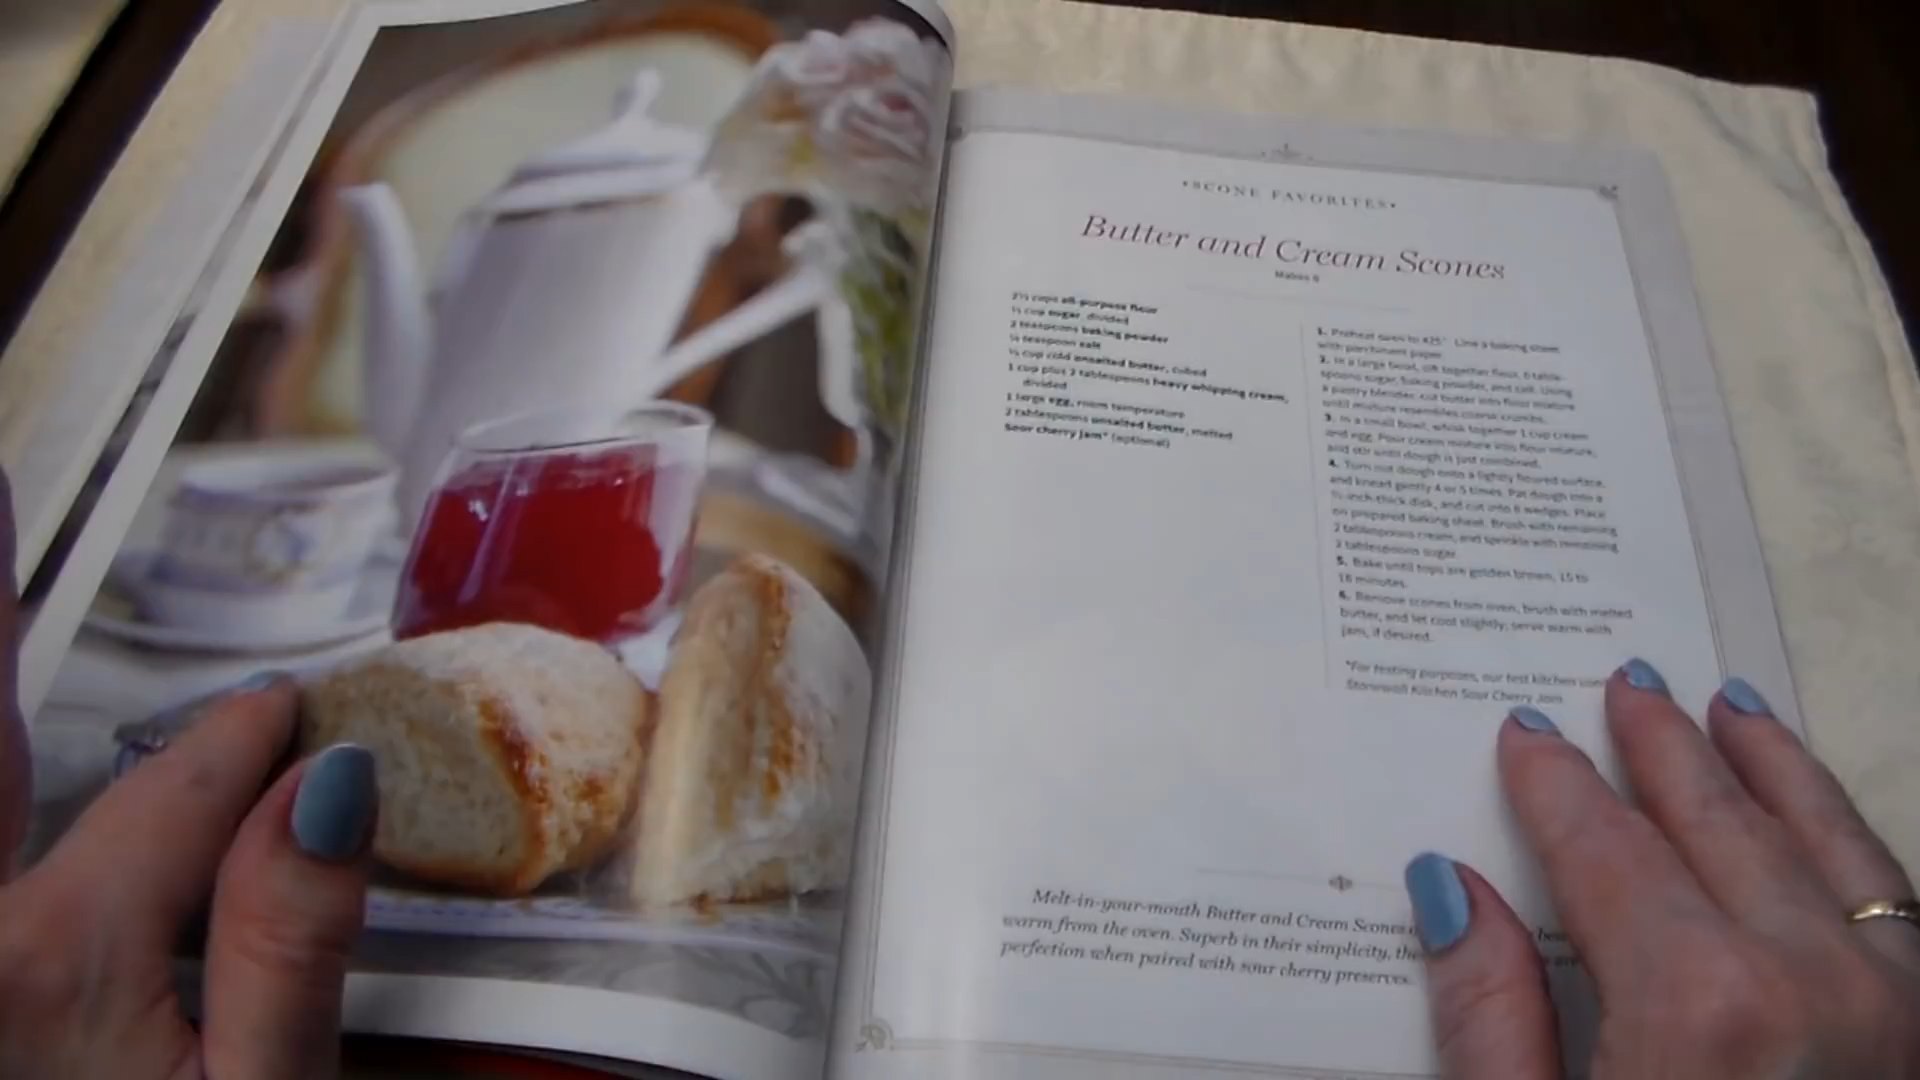 •SCONE FAVORITES•
Butter and Cream Scones
Makes
cups all-purpose flour
cup sugar, divided
2 teaspoons baking powder
teaspoon salt
cup cold unsalted butter, cubed
1 cup plus 2 tablespoons heavy whipping cream,
divided
1 large egg, room temperature
2 tablespoons unsalted butter, melted
Sour cherry jam* (optional)
1. Preheat oven to 425°. Line a baking sheet
with parchment paper.
2. In a large bowl, sift together flour, 6 table-
spoons sugar, baking powder, and salt. Using
a pastry blender, cut butter into flour mixture
until mixture resembles coarse crumbs.
3. In a small bowl, whisk together 1 cup cream
and egg. Pour cream mixture into flour mixture,
and stir until dough is just combined.
4. Turn out dough onto a lightly floured surface,
and knead gently 4 or 5 times. Pat dough into a
-inch-thick disk, and cut into wedges. Place
on prepared baking sheet. Brush with remaining
2 tablespoons cream, and sprinkle with remaining
2 tablespoons sugar.
5. Bake until tops are golden brown, 15 to
18 minutes.
6. Remove scones from oven, brush with melted
butter, and let cool slightly; serve warm with
jam, if desired.
*For testing purposes, our test kitchen used
Stonewall Kitchen Sour Cherry Jam.
Melt-in-your-mouth Butter and Cream Scones
warm from the oven. Superb in their simplicity,
perfection when paired with sour cherry preserves.